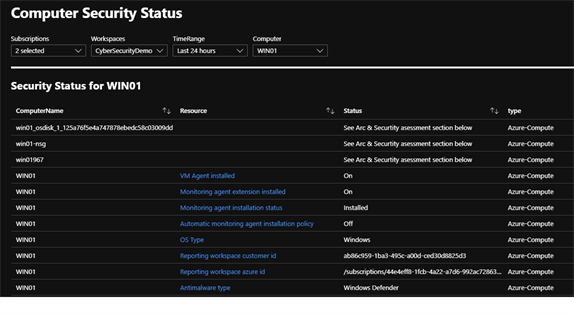 Computer Security Status
Subscriptions Workspaces TimeRange Computer
2 selected CyberSecurityDemo Last 24 hours WIN01
Security Status for WIN01
ComputerName Resource Status type
win01_osdisk_1_125a76f5e4a747878ebedc58c03009dd See Arc & Securtity asessment section below Azure-Compute
win01-nsg See Arc & Securtity asessment section below Azure-Compute
win01967 See Arc & Securtity asessment section below Azure-Compute
WIN01 VM Agent installed On Azure-Compute
WIN01 Monitoring agent extension installed On Azure-Compute
WIN01 Monitoring agent installation status Installed Azure-Compute
WIN01 Automatic monitoring agent installation policy Off Azure-Compute
WIN01 OS Type Windows Azure-Compute
WIN01 Reporting workspace customer id ab86c959-1ba3-495c-a00d-ced30d8825d3 Azure-Compute
WIN01 Reporting workspace azure id /subscriptions/44e4eff8-1fcb-4a22-a7d6-992ac72863... Azure-Compute
WIN01 Antimalware type Windows Defender Azure-Compute